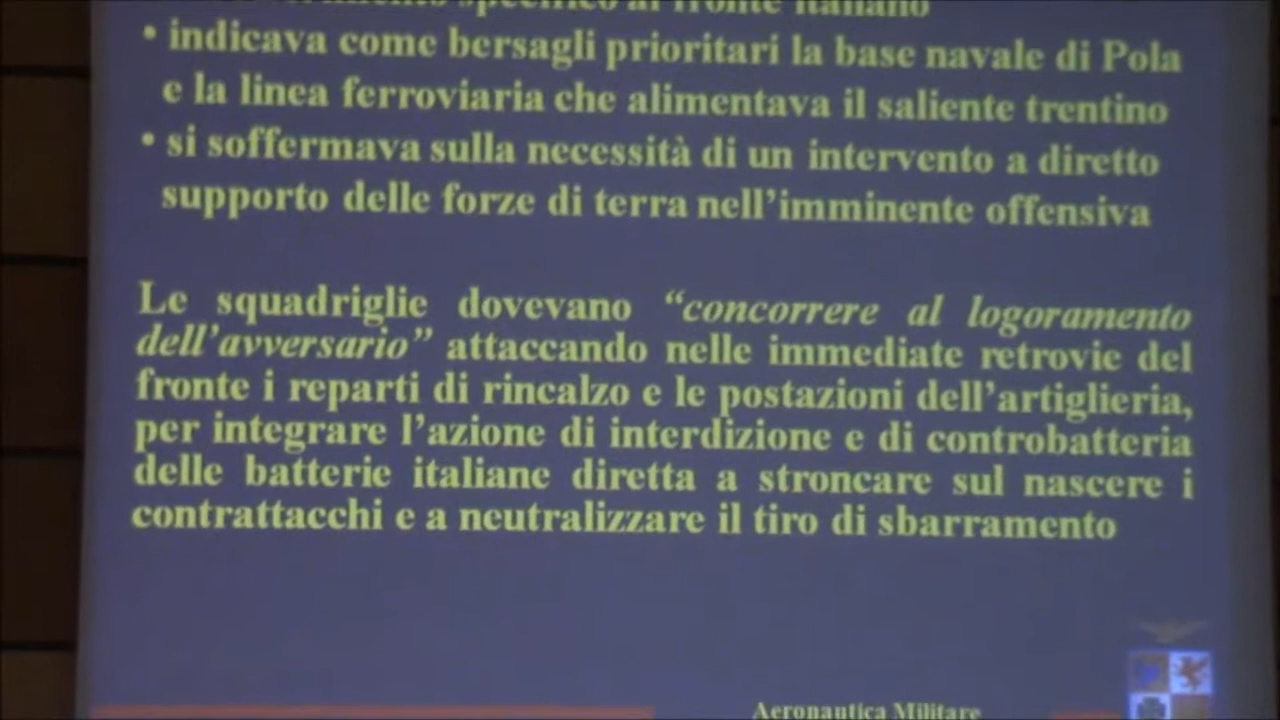 specifico al fronte italiano
• indicava come bersagli prioritari la base navale di Pola
e la linea ferroviaria che alimentava il saliente trentino
• si soffermava sulla necessità di un intervento a diretto
supporto delle forze di terra nell’imminente offensiva
Le squadriglie dovevano “concorrere al logoramento
dell’avversario” attaccando nelle immediate retrovie del
fronte i reparti di rincalzo e le postazioni dell’artiglieria,
per integrare l’azione di interdizione e di controbatteria
delle batterie italiane diretta a stroncare sul nascere i
contrattacchi e a neutralizzare il tiro di sbarramento
Aeronautica Militare